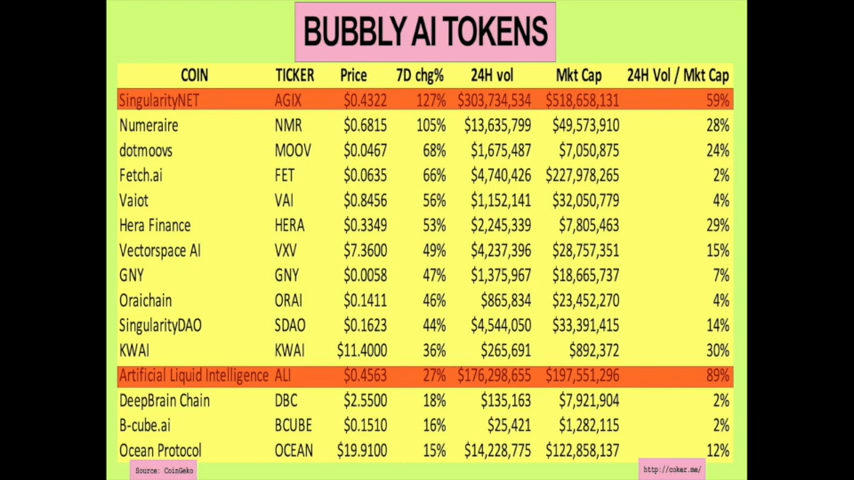 BUBBLY AI TOKENS
COIN TICKER Price 7D chg% 24H vol Mkt Cap 24H Vol / Mkt Cap
SingularityNET AGIX $0.4322 127% $303,734,534 $518,658,131 59%
Numeraire NMR $0.6815 105% $13,635,799 $49,573,910 28%
dotmoovs MOOV $0.0467 68% $1,675,487 $7,050,875 24%
Fetch.ai FET $0.0635 66% $4,740,426 $227,978,265 2%
Vaiot VAI $0.8456 56% $1,152,141 $32,050,779 4%
Hera Finance HERA $0.3349 53% $2,245,339 $7,805,463 29%
Vectorspace AI VXV $7.3600 49% $4,237,396 $28,757,351 15%
GNY GNY $0.0058 47% $1,375,967 $18,665,737 7%
Oraichain ORAI $0.1411 46% $865,834 $23,452,270 4%
SingularityDAO SDAO $0.1623 44% $4,544,050 $33,391,415 14%
KWAI KWAI $11.4000 36% $265,691 $892,372 30%
Artificial Liquid Intelligence ALI $0.4563 27% $176,298,655 $197,551,296 89%
DeepBrain Chain DBC $2.5500 18% $135,163 $7,921,904 2%
B-cube.ai BCUBE $0.1510 16% $25,421 $1,282,115 2%
Ocean Protocol OCEAN $19.9100 15% $14,228,775 $122,858,137 12%
Source: CoinGeko http://coker.me/